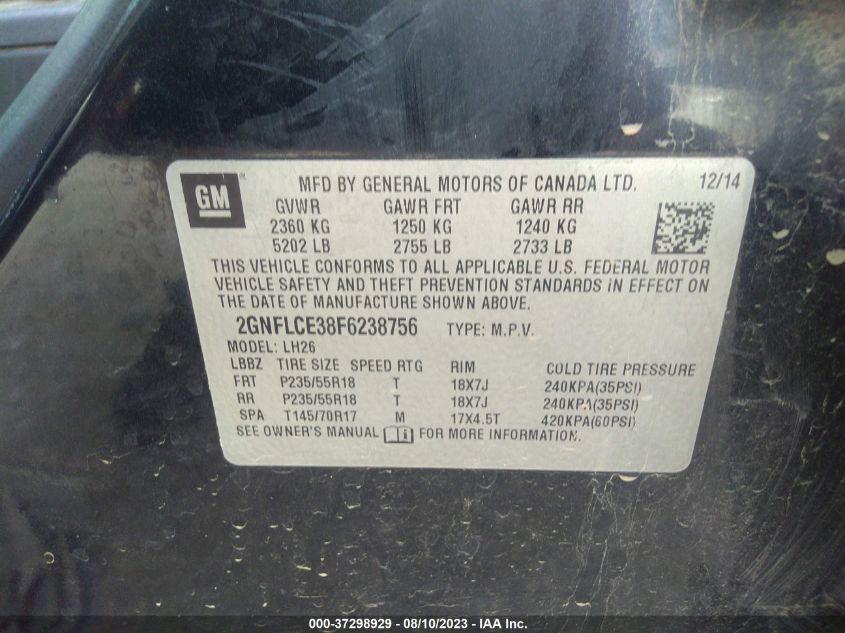 GM
MFD BY GENERAL MOTORS OF CANADA LTD. 12/14
GVWR GAWR FRT GAWR RR
2360 KG 1250 KG 1240 KG
5202 LB 2755 LB 2733 LB
THIS VEHICLE CONFORMS TO ALL APPLICABLE U.S. FEDERAL MOTOR
VEHICLE SAFETY AND THEFT PREVENTION STANDARDS IN EFFECT ON
THE DATE OF MANUFACTURE SHOWN ABOVE.
2GNFLCE38F6238756 TYPE: M.P.V.
MODEL: LH26
LBBZ TIRE SIZE SPEED RTG RIM COLD TIRE PRESSURE
FRT P235/55R18 T 18X7J 240KPA(35PSI)
RR P235/55R18 T 18X7J 240KPA(35PSI)
SPA T145/70R17 M 17X4.5T 420KPA(60PSI)
SEE OWNER'S MANUAL FOR MORE INFORMATION.
000-37298929 - 08/10/2023 - IAA Inc.